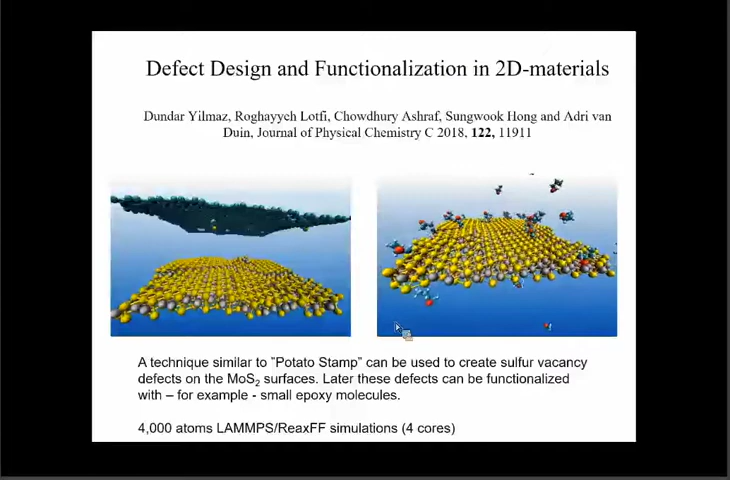 Defect Design and Functionalization in 2D-materials
Dundar Yilmaz, Roghayyeh Lotfi, Chowdhury Ashraf, Sungwook Hong and Adri van
Duin, Journal of Physical Chemistry C 2018, 122, 11911
A technique similar to "Potato Stamp" can be used to create sulfur vacancy
defects on the MoS₂ surfaces. Later these defects can be functionalized
with – for example - small epoxy molecules.
4,000 atoms LAMMPS/ReaxFF simulations (4 cores)